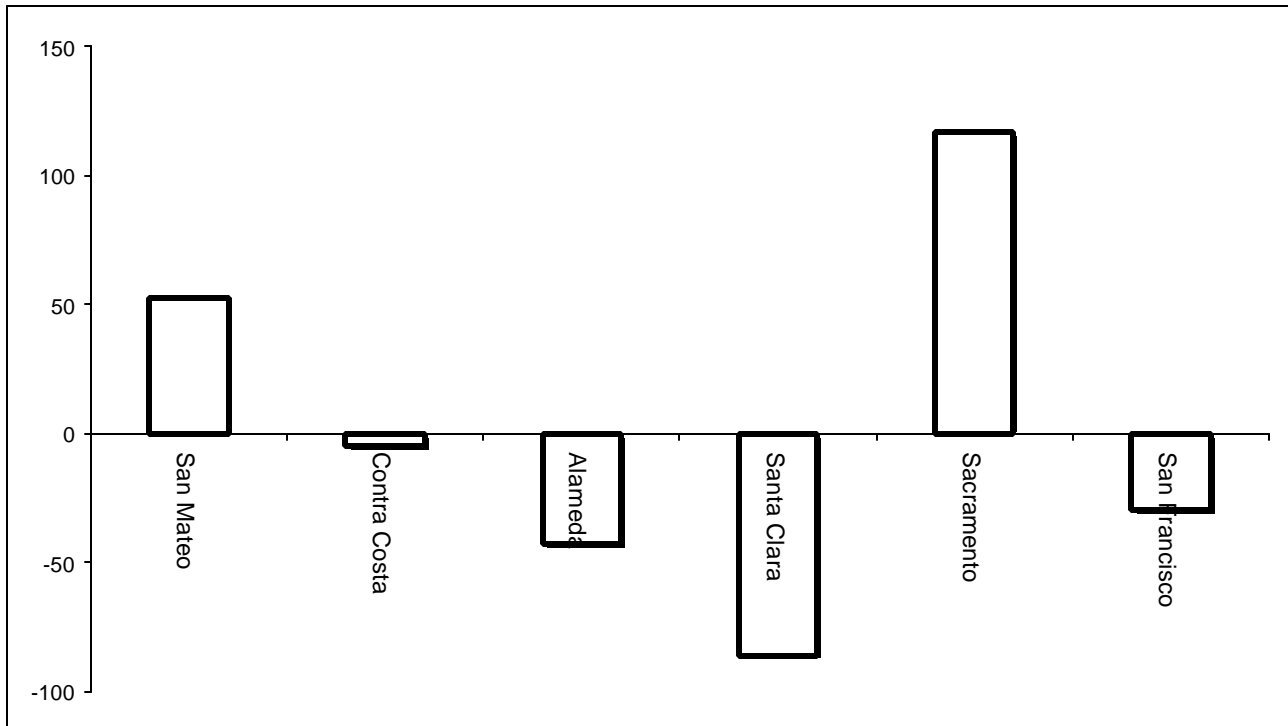 150
100
50
0
-50
-100
San Mateo
Contra Costa
Alameda
Santa Clara
Sacramento
San Francisco